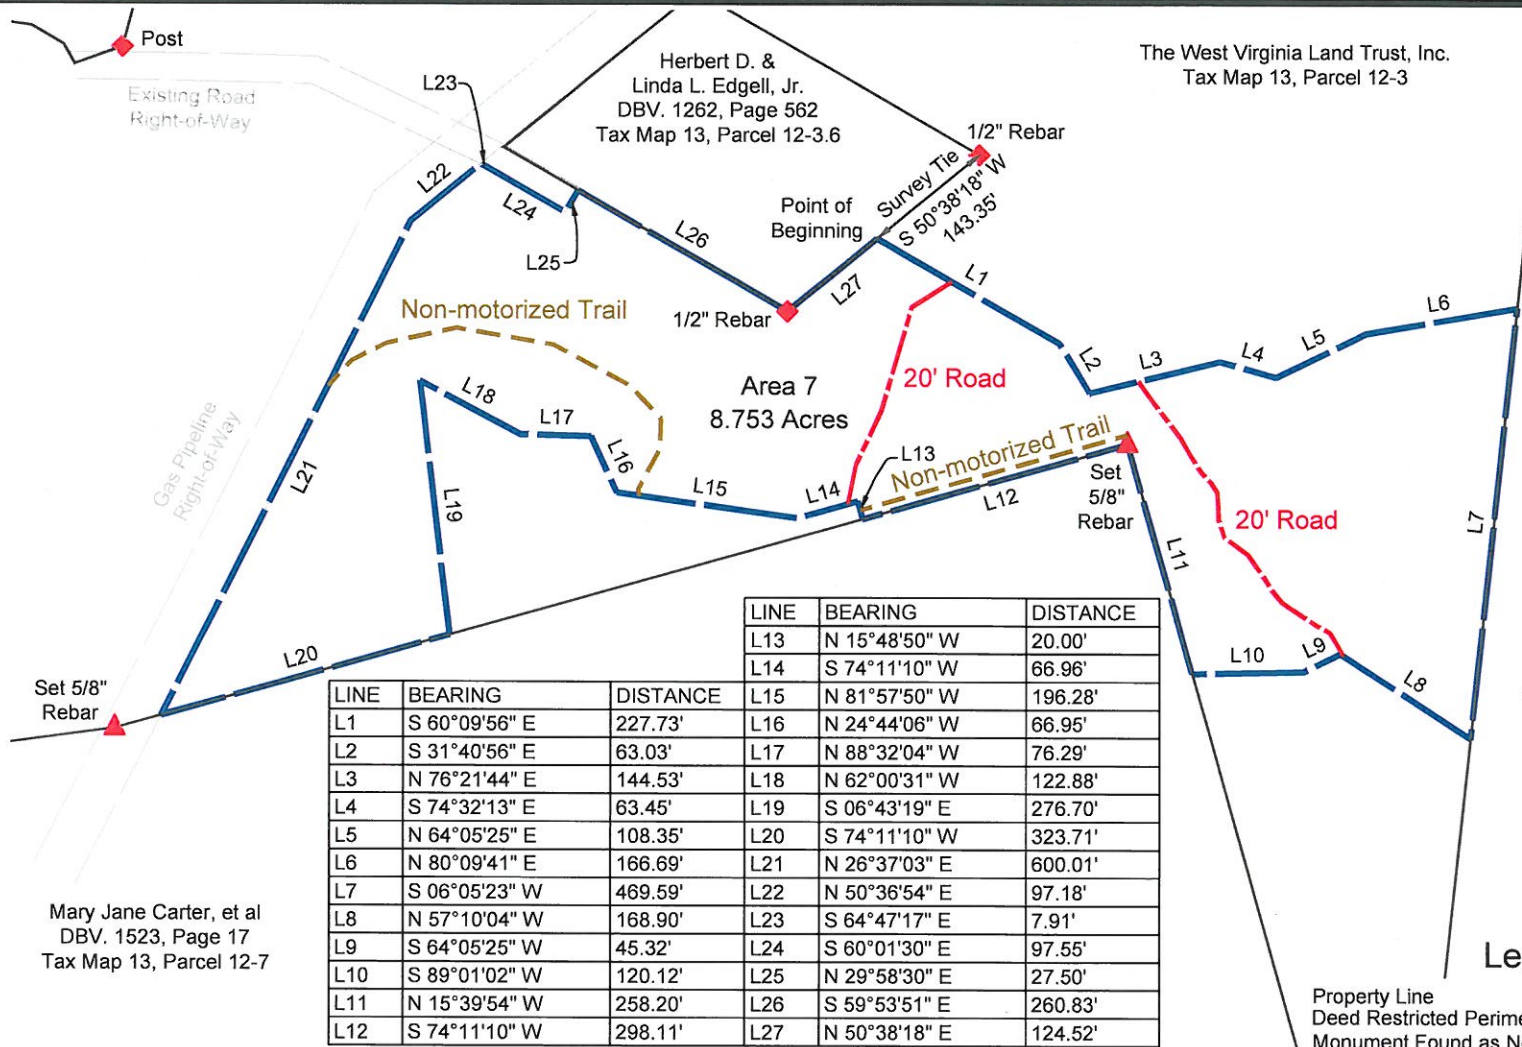 Post
Existing Road
Right-of-Way
L23
Herbert D. &
Linda L. Edgell, Jr.
DBV. 1262, Page 562
Tax Map 13, Parcel 12-3.6
The West Virginia Land Trust, Inc.
Tax Map 13, Parcel 12-3
1/2" Rebar
Survey Tie
S 50°38'18" W
143.35'
Point of
Beginning
L22
L24
L25
L26
L27
1/2" Rebar
L1
L2
L3
L4
L5
L6
Non-motorized Trail
Area 7
8.753 Acres
20' Road
L18
L17
L16
L15
L14
L13
Non-motorized Trail
L12
Set
5/8"
Rebar
20' Road
L7
L11
L10
L9
L8
Gas Pipeline
Right-of-Way
L21
L19
L20
Set 5/8"
Rebar
Mary Jane Carter, et al
DBV. 1523, Page 17
Tax Map 13, Parcel 12-7
LINE BEARING DISTANCE
L1 S 60°09'56" E 227.73'
L2 S 31°40'56" E 63.03'
L3 N 76°21'44" E 144.53'
L4 S 74°32'13" E 63.45'
L5 N 64°05'25" E 108.35'
L6 N 80°09'41" E 166.69'
L7 S 06°05'23" W 469.59'
L8 N 57°10'04" W 168.90'
L9 S 64°05'25" W 45.32'
L10 S 89°01'02" W 120.12'
L11 N 15°39'54" W 258.20'
L12 S 74°11'10" W 298.11'
LINE BEARING DISTANCE
L13 N 15°48'50" W 20.00'
L14 S 74°11'10" W 66.96'
L15 N 81°57'50" W 196.28'
L16 N 24°44'06" W 66.95'
L17 N 88°32'04" W 76.29'
L18 N 62°00'31" W 122.88'
L19 S 06°43'19" E 276.70'
L20 S 74°11'10" W 323.71'
L21 N 26°37'03" E 600.01'
L22 N 50°36'54" E 97.18'
L23 S 64°47'17" E 7.91'
L24 S 60°01'30" E 97.55'
L25 N 29°58'30" E 27.50'
L26 S 59°53'51" E 260.83'
L27 N 50°38'18" E 124.52'
Le
Property Line
Deed Restricted Perime
Monument Found as No